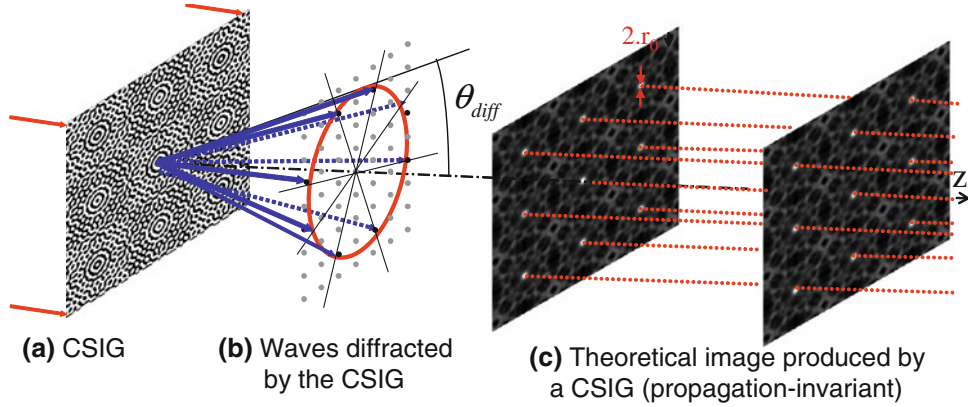 2.r₀
θdiff
Z
(a) CSIG
(b) Waves diffracted
by the CSIG
(c) Theoretical image produced by
a CSIG (propagation-invariant)